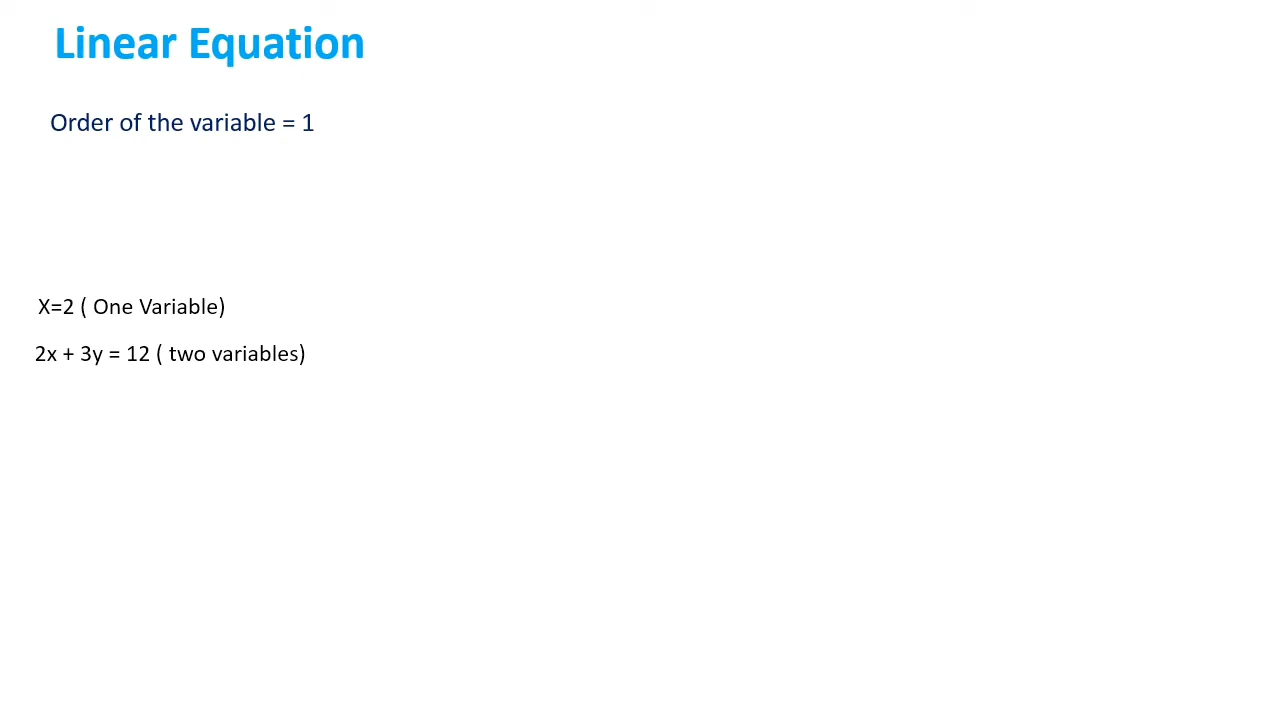 Linear Equation
Order of the variable = 1
X=2 ( One Variable)
2x + 3y = 12 ( two variables)